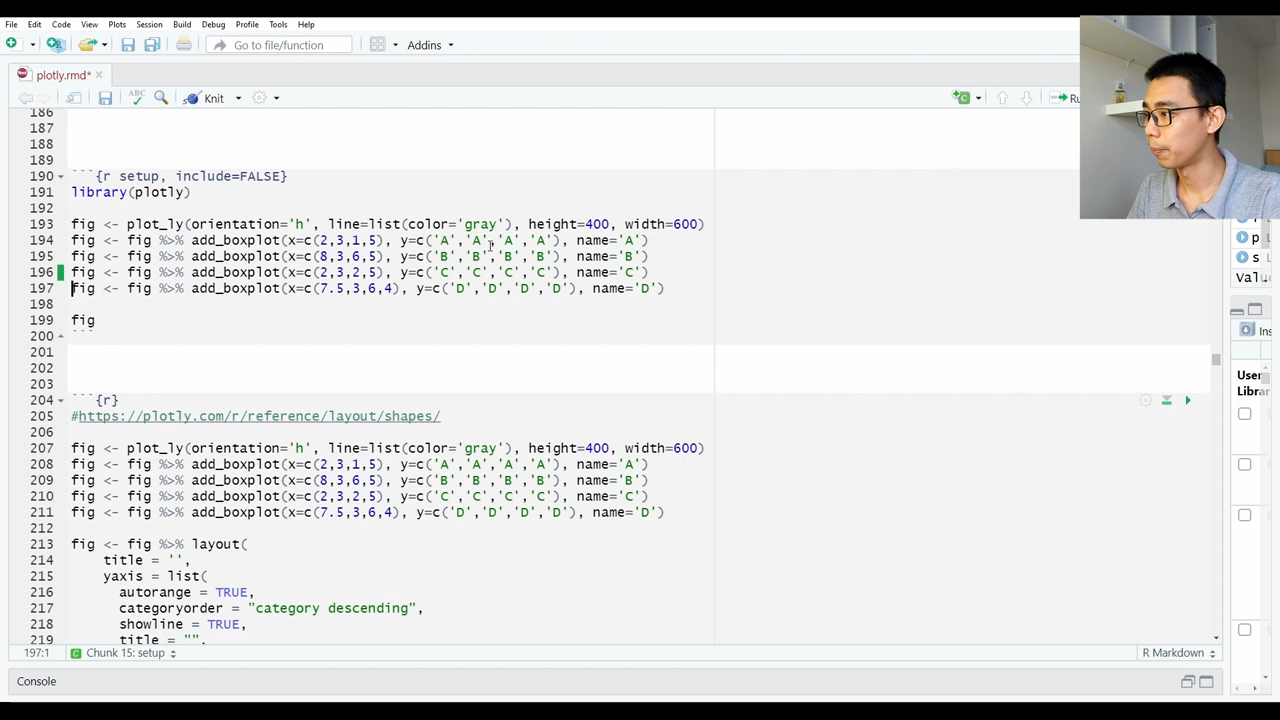 File Edit Code View Plots Session Build Debug Profile Tools Help
Go to file/function Addins
plotly.rmd*
ABC Knit
186
187
188
189
190 ```{r setup, include=FALSE}
191 library(plotly)
192
193 fig <- plot_ly(orientation='h', line=list(color='gray'), height=400, width=600)
194 fig <- fig %>% add_boxplot(x=c(2,3,1,5), y=c('A','A','A','A'), name='A')
195 fig <- fig %>% add_boxplot(x=c(8,3,6,5), y=c('B','B','B','B'), name='B')
196 fig <- fig %>% add_boxplot(x=c(2,3,2,5), y=c('C','C','C','C'), name='C')
197 fig <- fig %>% add_boxplot(x=c(7.5,3,6,4), y=c('D','D','D','D'), name='D')
198
199 fig
200 ```
201
202
203
204 ```{r}
205 #https://plotly.com/r/reference/layout/shapes/
206
207 fig <- plot_ly(orientation='h', line=list(color='gray'), height=400, width=600)
208 fig <- fig %>% add_boxplot(x=c(2,3,1,5), y=c('A','A','A','A'), name='A')
209 fig <- fig %>% add_boxplot(x=c(8,3,6,5), y=c('B','B','B','B'), name='B')
210 fig <- fig %>% add_boxplot(x=c(2,3,2,5), y=c('C','C','C','C'), name='C')
211 fig <- fig %>% add_boxplot(x=c(7.5,3,6,4), y=c('D','D','D','D'), name='D')
212
213 fig <- fig %>% layout(
214 title = '',
215 yaxis = list(
216 autorange = TRUE,
217 categoryorder = "category descending",
218 showline = TRUE,
219 title = "",
197:1 Chunk 15: setup R Markdown
Console
p
s
Valu
Ins
User
Librar